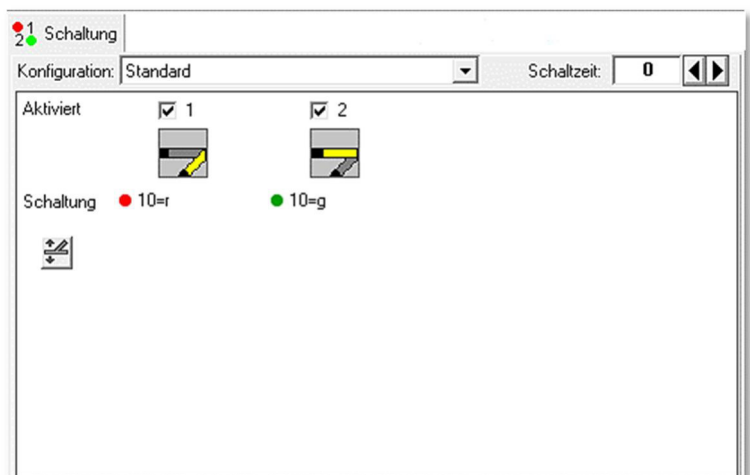 1 2 Schaltung
Konfiguration: Standard Schaltzeit: 0
Aktiviert 1 2
Schaltung 10=r 10=g